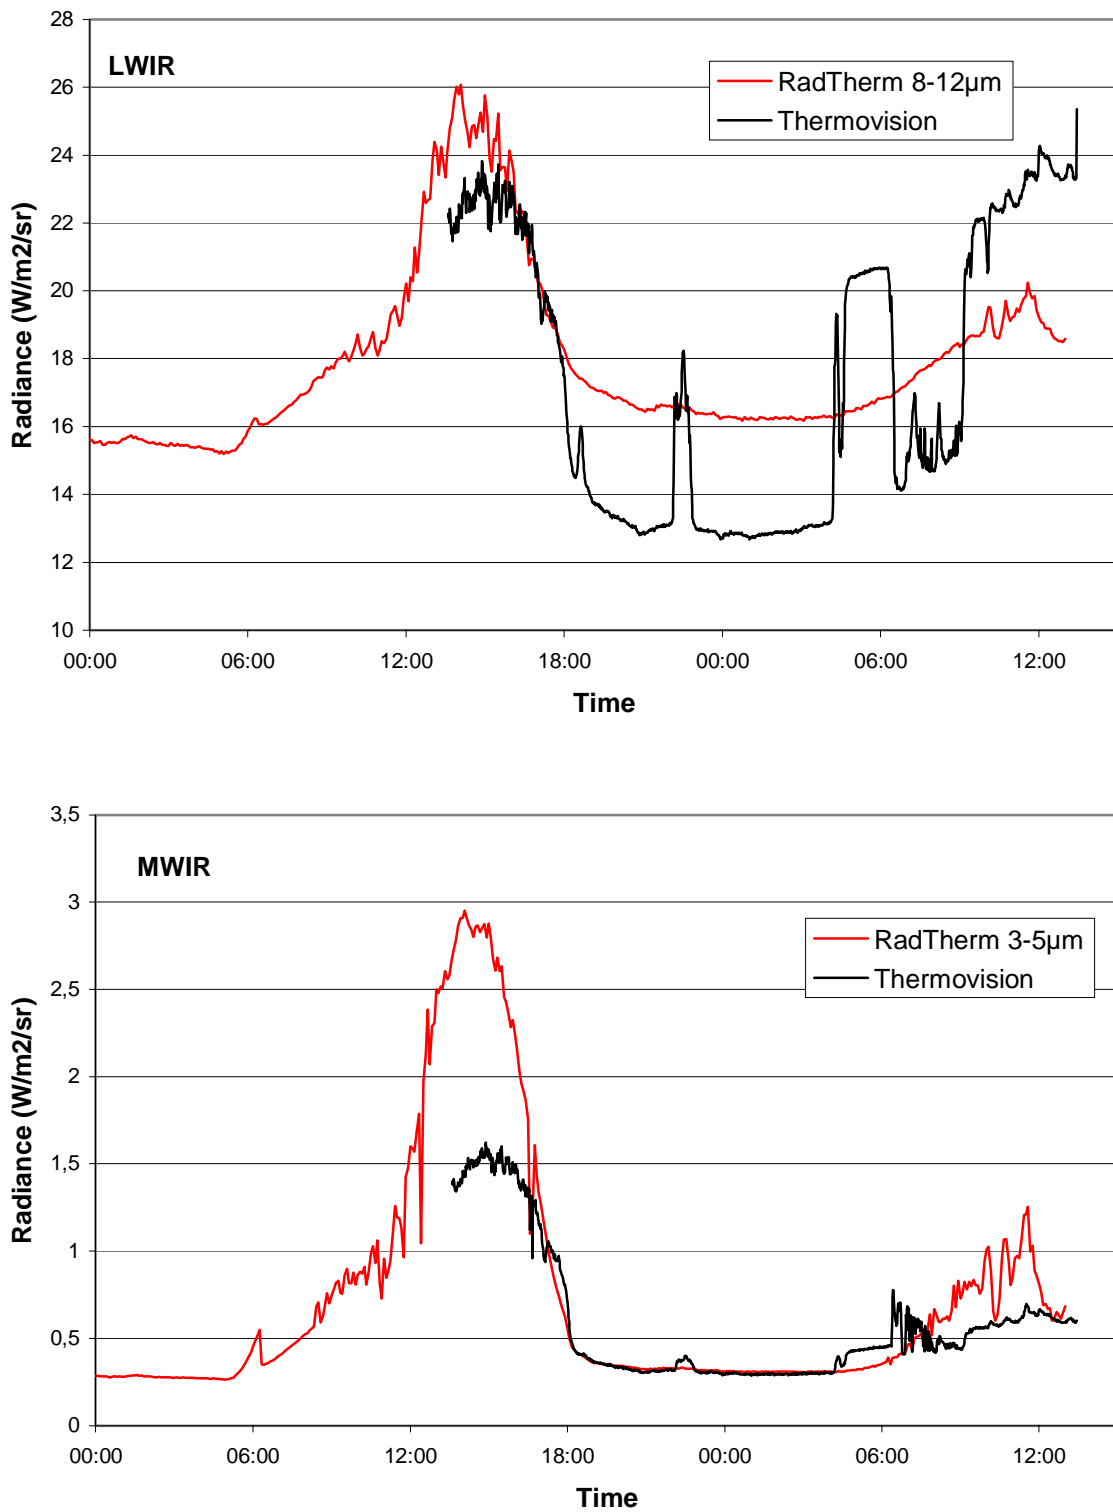 28
26
24
22
20
18
16
14
12
10
Radiance (W/m2/sr)
LWIR
RadTherm 8-12µm
Thermovision
00:00 06:00 12:00 18:00 00:00 06:00 12:00
Time
3,5
3
2,5
2
1,5
1
0,5
0
Radiance (W/m2/sr)
MWIR
RadTherm 3-5µm
Thermovision
00:00 06:00 12:00 18:00 00:00 06:00 12:00
Time